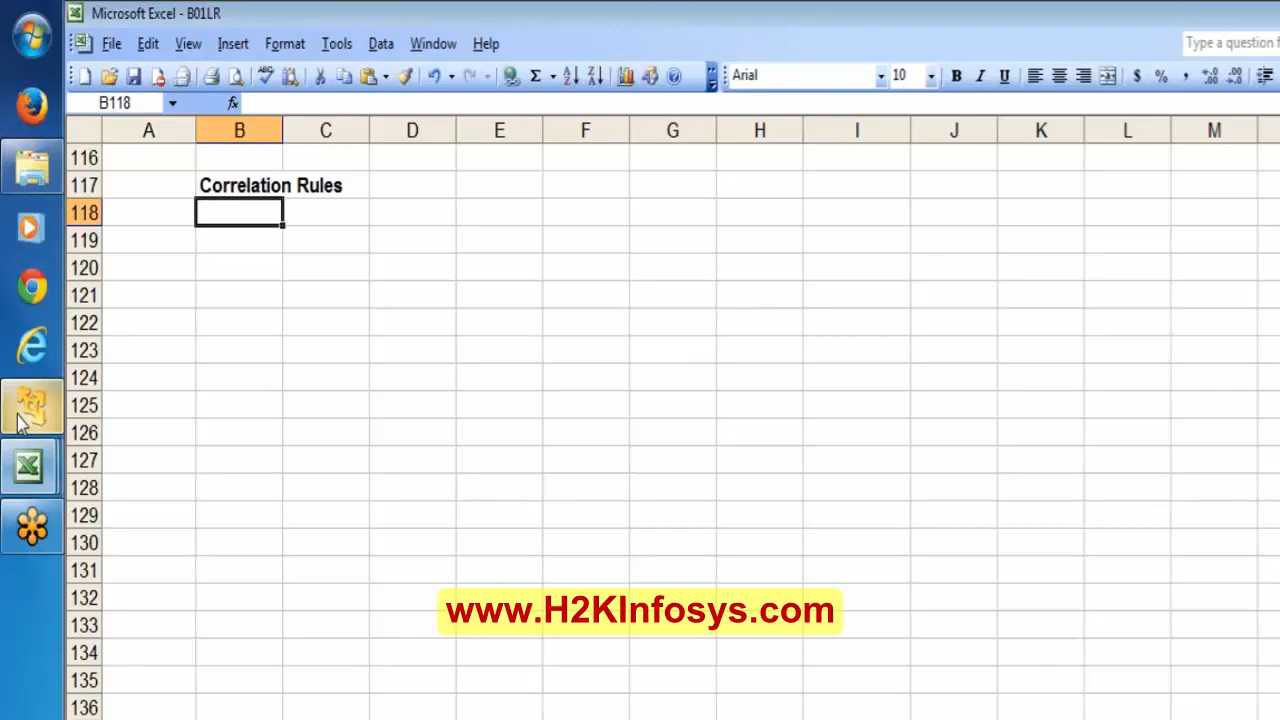 Microsoft Excel - B01LR
File Edit View Insert Format Tools Data Window Help
Type a question f
Arial 10 B I U $ % ,
B118 fx
A B C D E F G H I J K L M
116
117 Correlation Rules
118
119
120
121
122
123
124
125
126
127
128
129
130
131
132
www.H2KInfosys.com
133
134
135
136